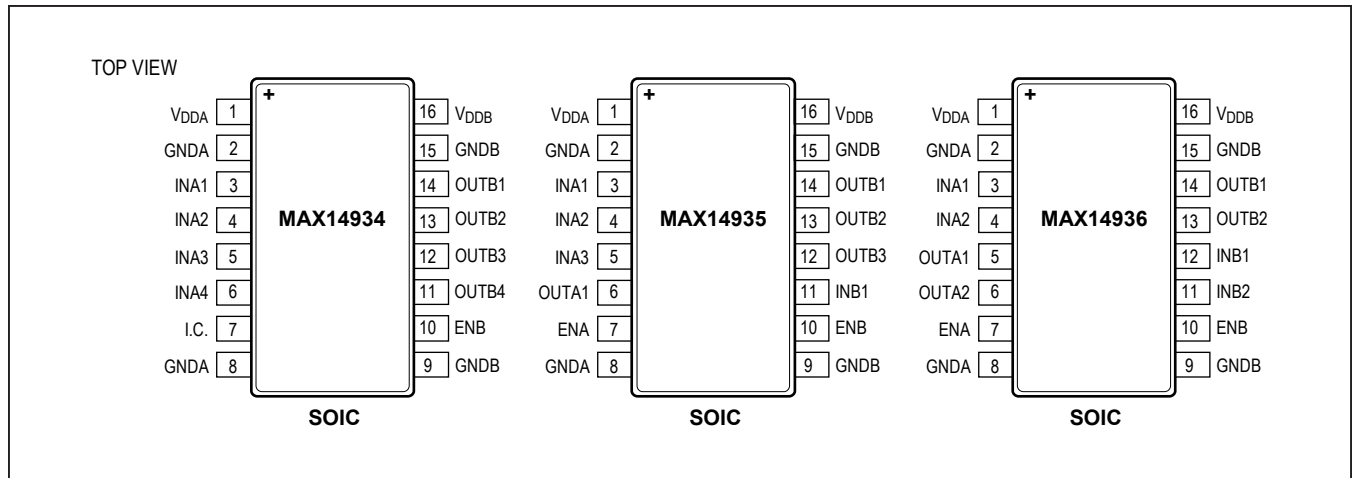 TOP VIEW
+
VDDA 1
GNDA 2
INA1 3
INA2 4
INA3 5
INA4 6
I.C. 7
GNDA 8
MAX14934
16 VDDB
15 GNDB
14 OUTB1
13 OUTB2
12 OUTB3
11 OUTB4
10 ENB
9 GNDB
SOIC
+
VDDA 1
GNDA 2
INA1 3
INA2 4
INA3 5
OUTA1 6
ENA 7
GNDA 8
MAX14935
16 VDDB
15 GNDB
14 OUTB1
13 OUTB2
12 OUTB3
11 INB1
10 ENB
9 GNDB
SOIC
+
VDDA 1
GNDA 2
INA1 3
INA2 4
OUTA1 5
OUTA2 6
ENA 7
GNDA 8
MAX14936
16 VDDB
15 GNDB
14 OUTB1
13 OUTB2
12 INB1
11 INB2
10 ENB
9 GNDB
SOIC